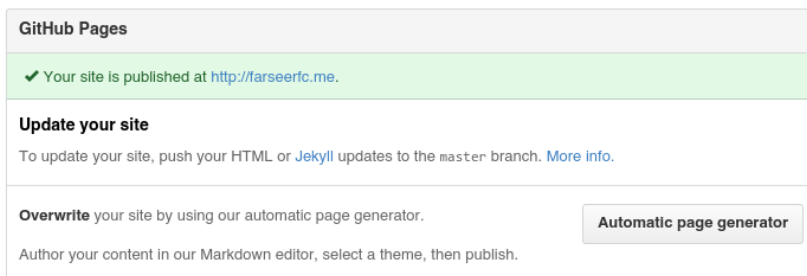 GitHub Pages
✔ Your site is published at http://farseerfc.me.
Update your site
To update your site, push your HTML or Jekyll updates to the master branch. More info.
Overwrite your site by using our automatic page generator.
Automatic page generator
Author your content in our Markdown editor, select a theme, then publish.